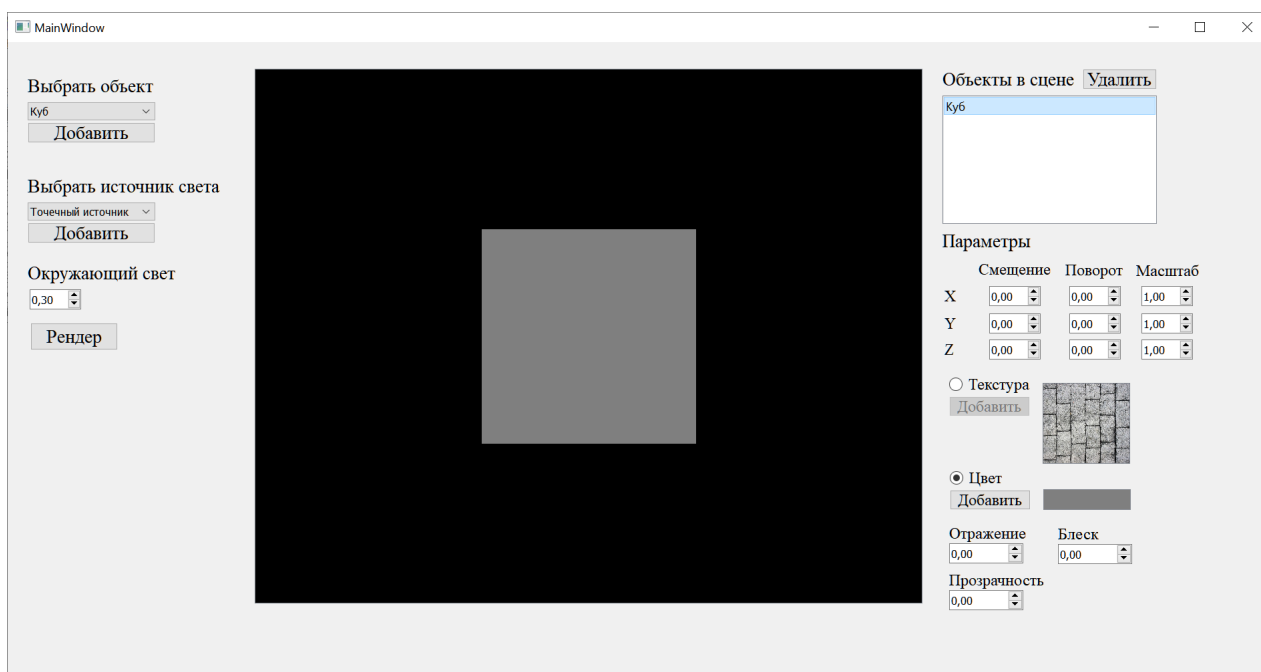 MainWindow
Выбрать объект
Куб
Добавить
Выбрать источник света
Точечный источник
Добавить
Окружающий свет
0,30
Рендер
Объекты в сцене Удалить
Куб
Параметры
Смещение Поворот Масштаб
X 0,00 0,00 1,00
Y 0,00 0,00 1,00
Z 0,00 0,00 1,00
Текстура
Добавить
Цвет
Добавить
Отражение Блеск
0,00 0,00
Прозрачность
0,00